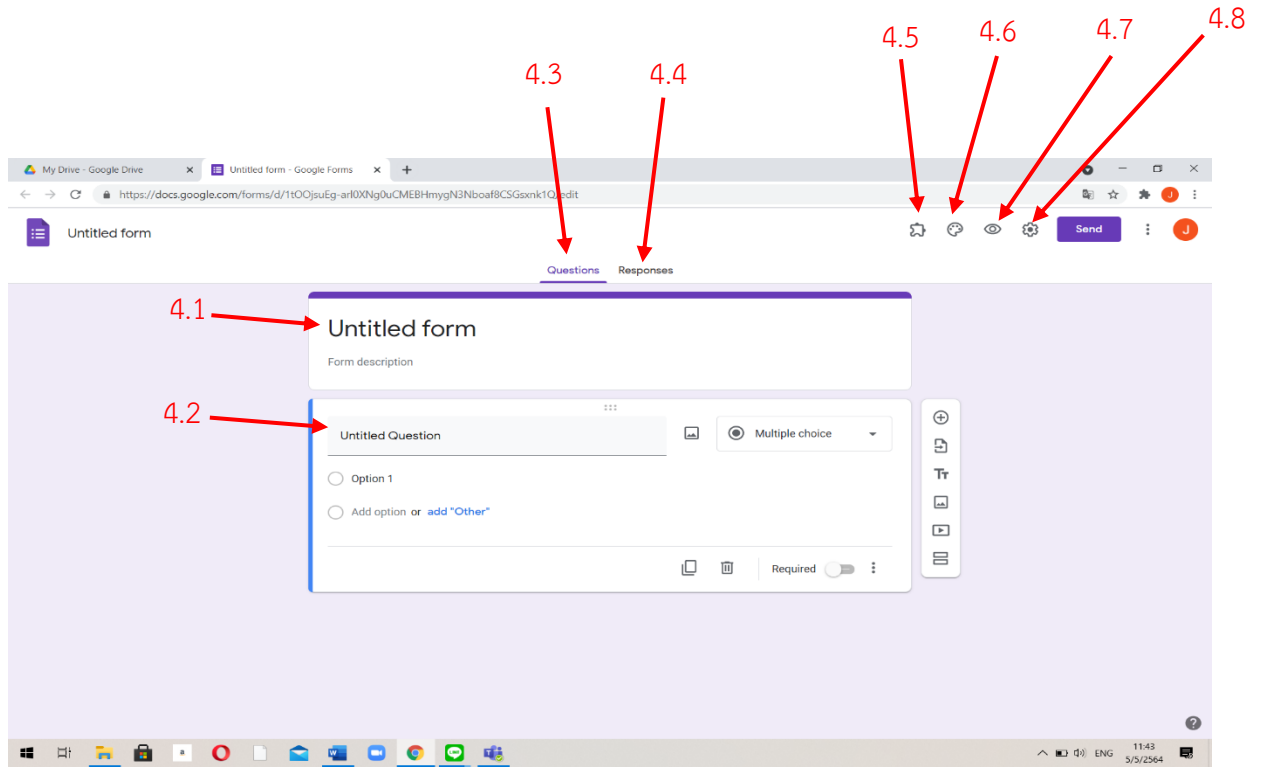 4.8
4.7
4.6
4.5
4.3
4.4
My Drive - Google Drive
Untitled form - Google Forms
https://docs.google.com/forms/d/1tOOjsuEg-arl0XNg0uCMEBHmygN3Nboaf8CSGsxnk1Q/edit
J
Untitled form
Send
J
Questions Responses
4.1
Untitled form
Form description
4.2
Untitled Question
Multiple choice
Option 1
Add option or add "Other"
Required
ENG
11:43
5/5/2564